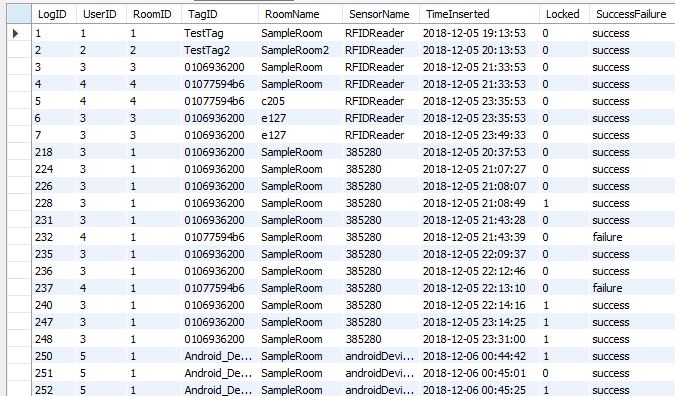 LogID UserID RoomID TagID RoomName SensorName TimeInserted Locked SuccessFailure
1 1 1 TestTag SampleRoom RFIDReader 2018-12-05 19:13:53 0 success
2 2 2 TestTag2 SampleRoom2 RFIDReader 2018-12-05 20:13:53 0 success
3 3 3 0106936200 SampleRoom RFIDReader 2018-12-05 21:33:53 0 success
4 4 4 01077594b6 SampleRoom RFIDReader 2018-12-05 21:33:53 0 success
5 4 4 01077594b6 c205 RFIDReader 2018-12-05 23:35:53 0 success
6 3 3 0106936200 e127 RFIDReader 2018-12-05 23:35:53 0 success
7 3 3 0106936200 e127 RFIDReader 2018-12-05 23:49:33 0 success
218 3 1 0106936200 SampleRoom 385280 2018-12-05 20:37:53 0 success
224 3 1 0106936200 SampleRoom 385280 2018-12-05 21:07:27 0 success
226 3 1 0106936200 SampleRoom 385280 2018-12-05 21:08:07 0 success
228 3 1 0106936200 SampleRoom 385280 2018-12-05 21:08:49 1 success
231 3 1 0106936200 SampleRoom 385280 2018-12-05 21:43:28 0 success
232 4 1 01077594b6 SampleRoom 385280 2018-12-05 21:43:39 0 failure
235 3 1 0106936200 SampleRoom 385280 2018-12-05 22:09:37 0 success
236 3 1 0106936200 SampleRoom 385280 2018-12-05 22:12:46 0 success
237 4 1 01077594b6 SampleRoom 385280 2018-12-05 22:13:10 0 failure
240 3 1 0106936200 SampleRoom 385280 2018-12-05 22:14:16 1 success
247 3 1 0106936200 SampleRoom 385280 2018-12-05 23:14:25 1 success
248 3 1 0106936200 SampleRoom 385280 2018-12-05 23:31:00 1 success
250 5 1 Android_De... SampleRoom androidDevi... 2018-12-06 00:44:42 1 success
251 5 1 Android_De... SampleRoom androidDevi... 2018-12-06 00:45:01 0 success
252 5 1 Android_De... SampleRoom androidDevi... 2018-12-06 00:45:25 1 success